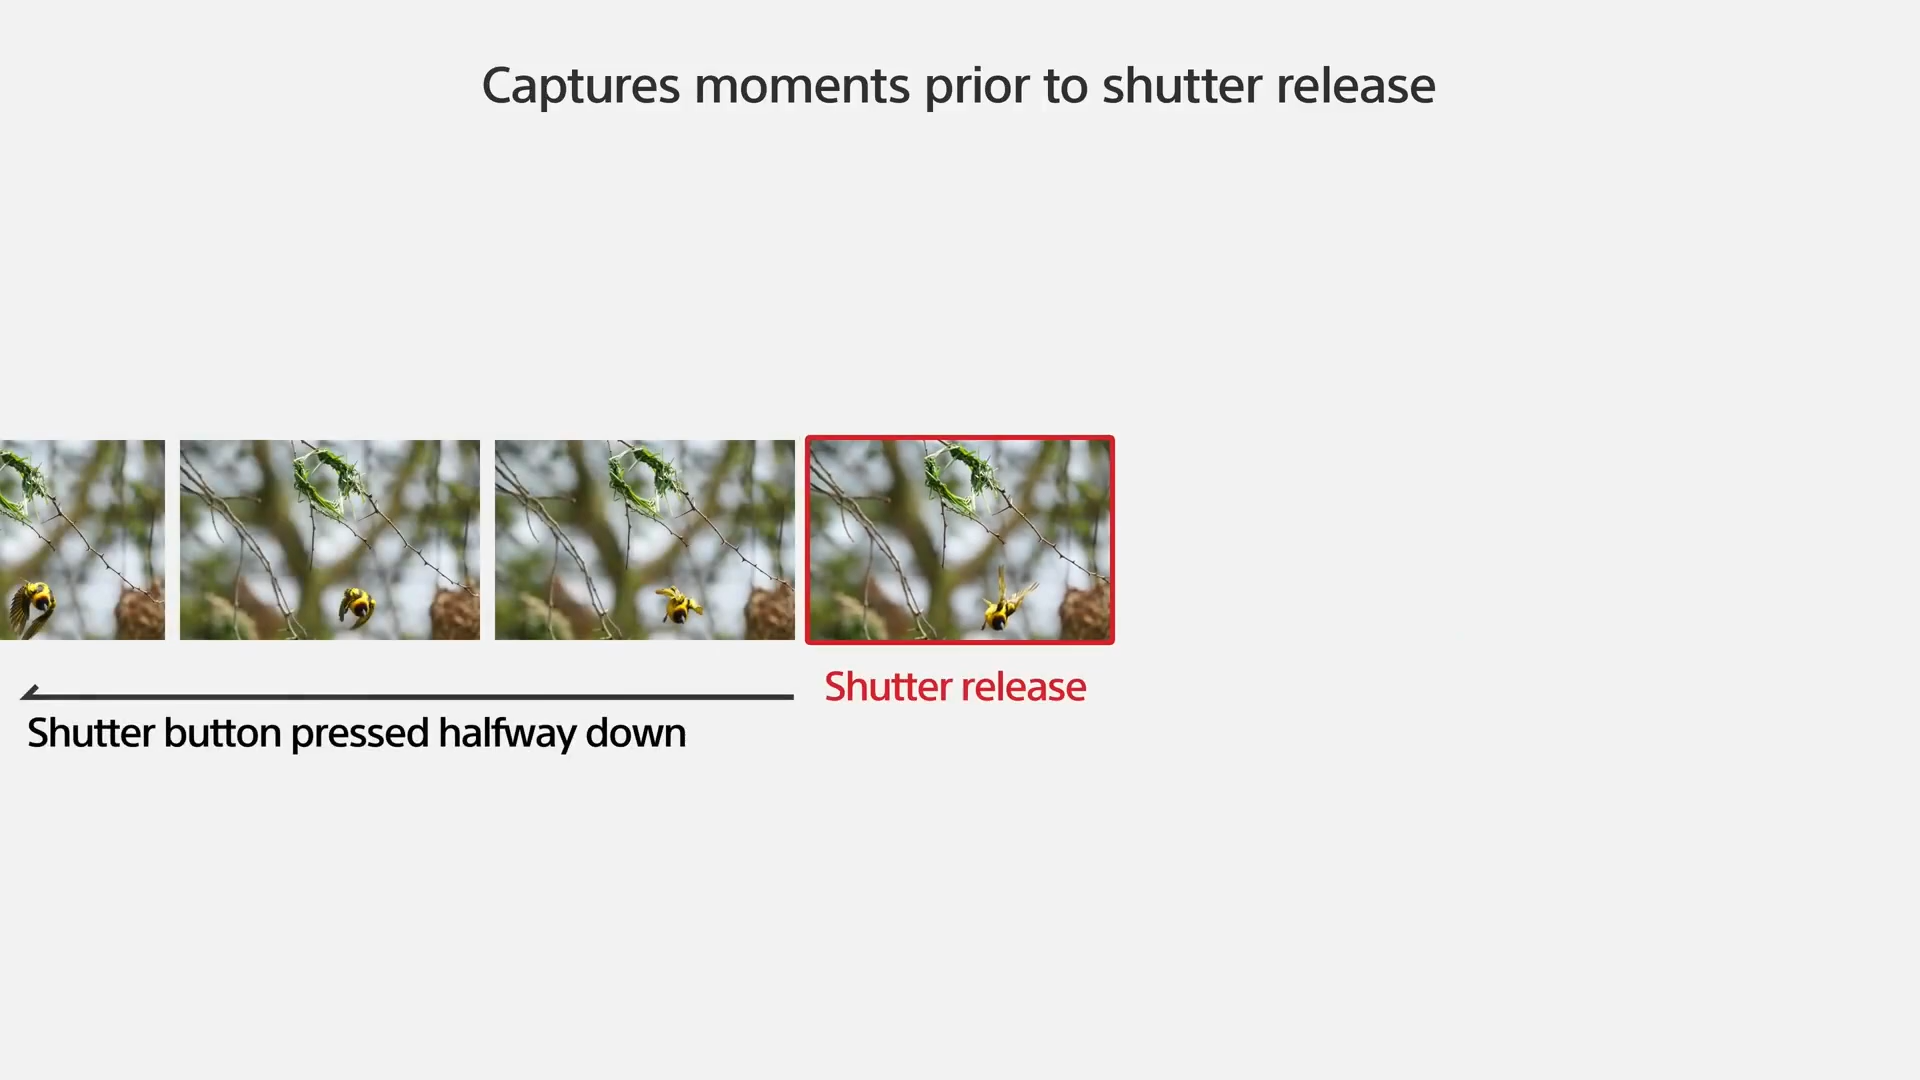 Captures moments prior to shutter release
Shutter release
Shutter button pressed halfway down